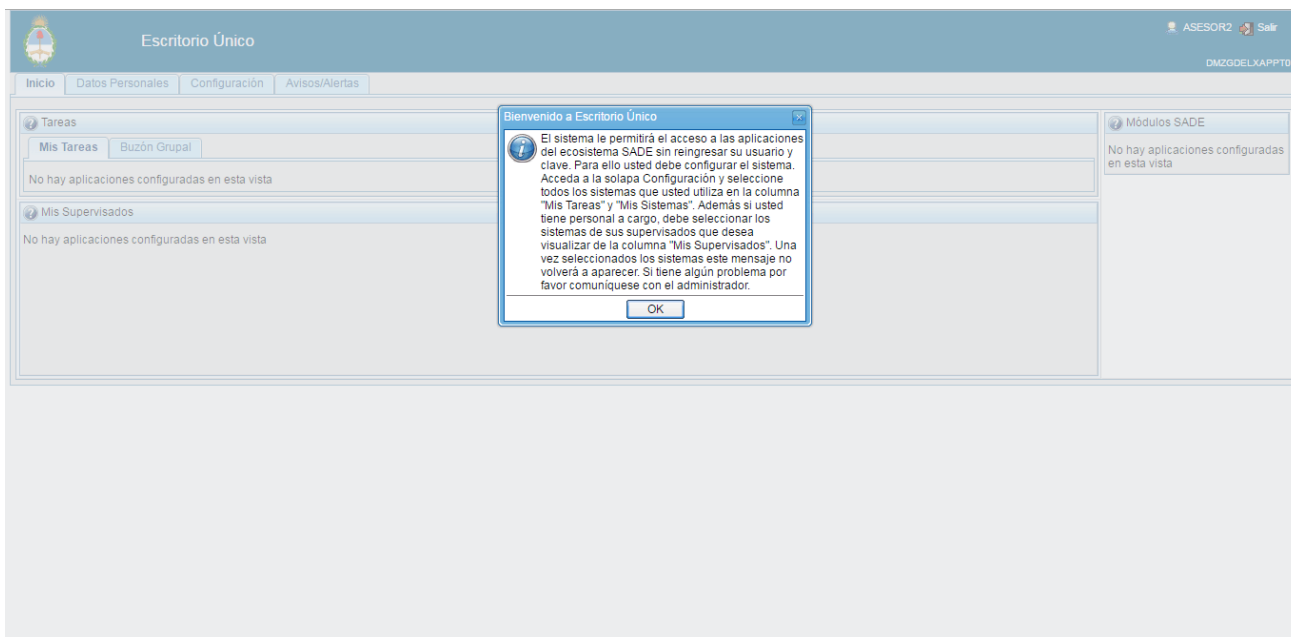 Escritorio Único
ASESOR2 Salir
DMZGDELXAPPT0
Inicio Datos Personales Configuración Avisos/Alertas
Tareas
Mis Tareas Buzón Grupal
No hay aplicaciones configuradas en esta vista
Mis Supervisados
No hay aplicaciones configuradas en esta vista
Bienvenido a Escritorio Único
El sistema le permitirá el acceso a las aplicaciones
del ecosistema SADE sin reingresar su usuario y
clave. Para ello usted debe configurar el sistema.
Acceda a la solapa Configuración y seleccione
todos los sistemas que usted utiliza en la columna
"Mis Tareas" y "Mis Sistemas". Además si usted
tiene personal a cargo, debe seleccionar los
sistemas de sus supervisados que desea
visualizar de la columna "Mis Supervisados". Una
vez seleccionados los sistemas este mensaje no
volverá a aparecer. Si tiene algún problema por
favor comuníquese con el administrador.
OK
Módulos SADE
No hay aplicaciones configuradas
en esta vista